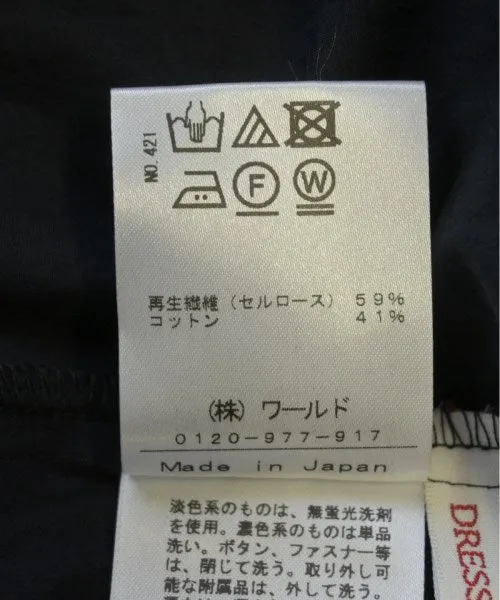 NO.421
F
W
再生繊維（セルロース） 59%
コットン 41%
（株）ワールド
0120-977-917
Made in Japan
淡色系のものは、無蛍光洗剤
を使用。濃色系のものは単品
洗い。ボタン、ファスナー等
は、閉じて洗う。取り外し可
能な附属品は、外して洗う。
DRESS